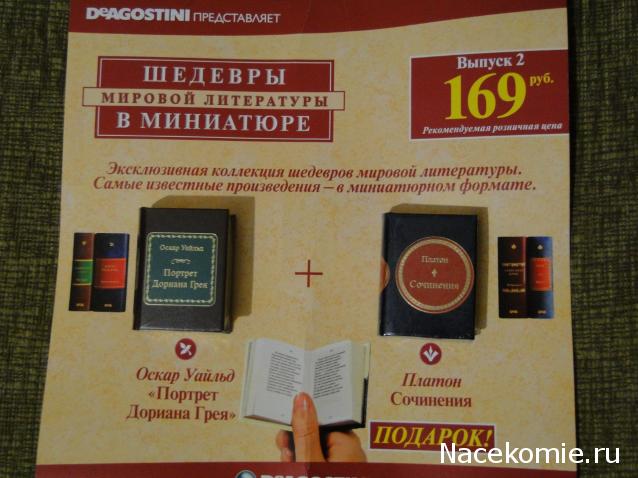 DeAGOSTINI ПРЕДСТАВЛЯЕТ
ШЕДЕВРЫ
МИРОВОЙ ЛИТЕРАТУРЫ
В МИНИАТЮРЕ
Выпуск 2
169 руб.
Рекомендуемая розничная цена
Эксклюзивная коллекция шедевров мировой литературы.
Самые известные произведения – в миниатюрном формате.
Оскар Уайльд
Портрет
Дориана Грея
+
Платон
Сочинения
Оскар Уайльд
«Портрет
Дориана Грея»
Платон
Сочинения
ПОДАРОК!
DeAGOSTINI
Nacekomie.ru